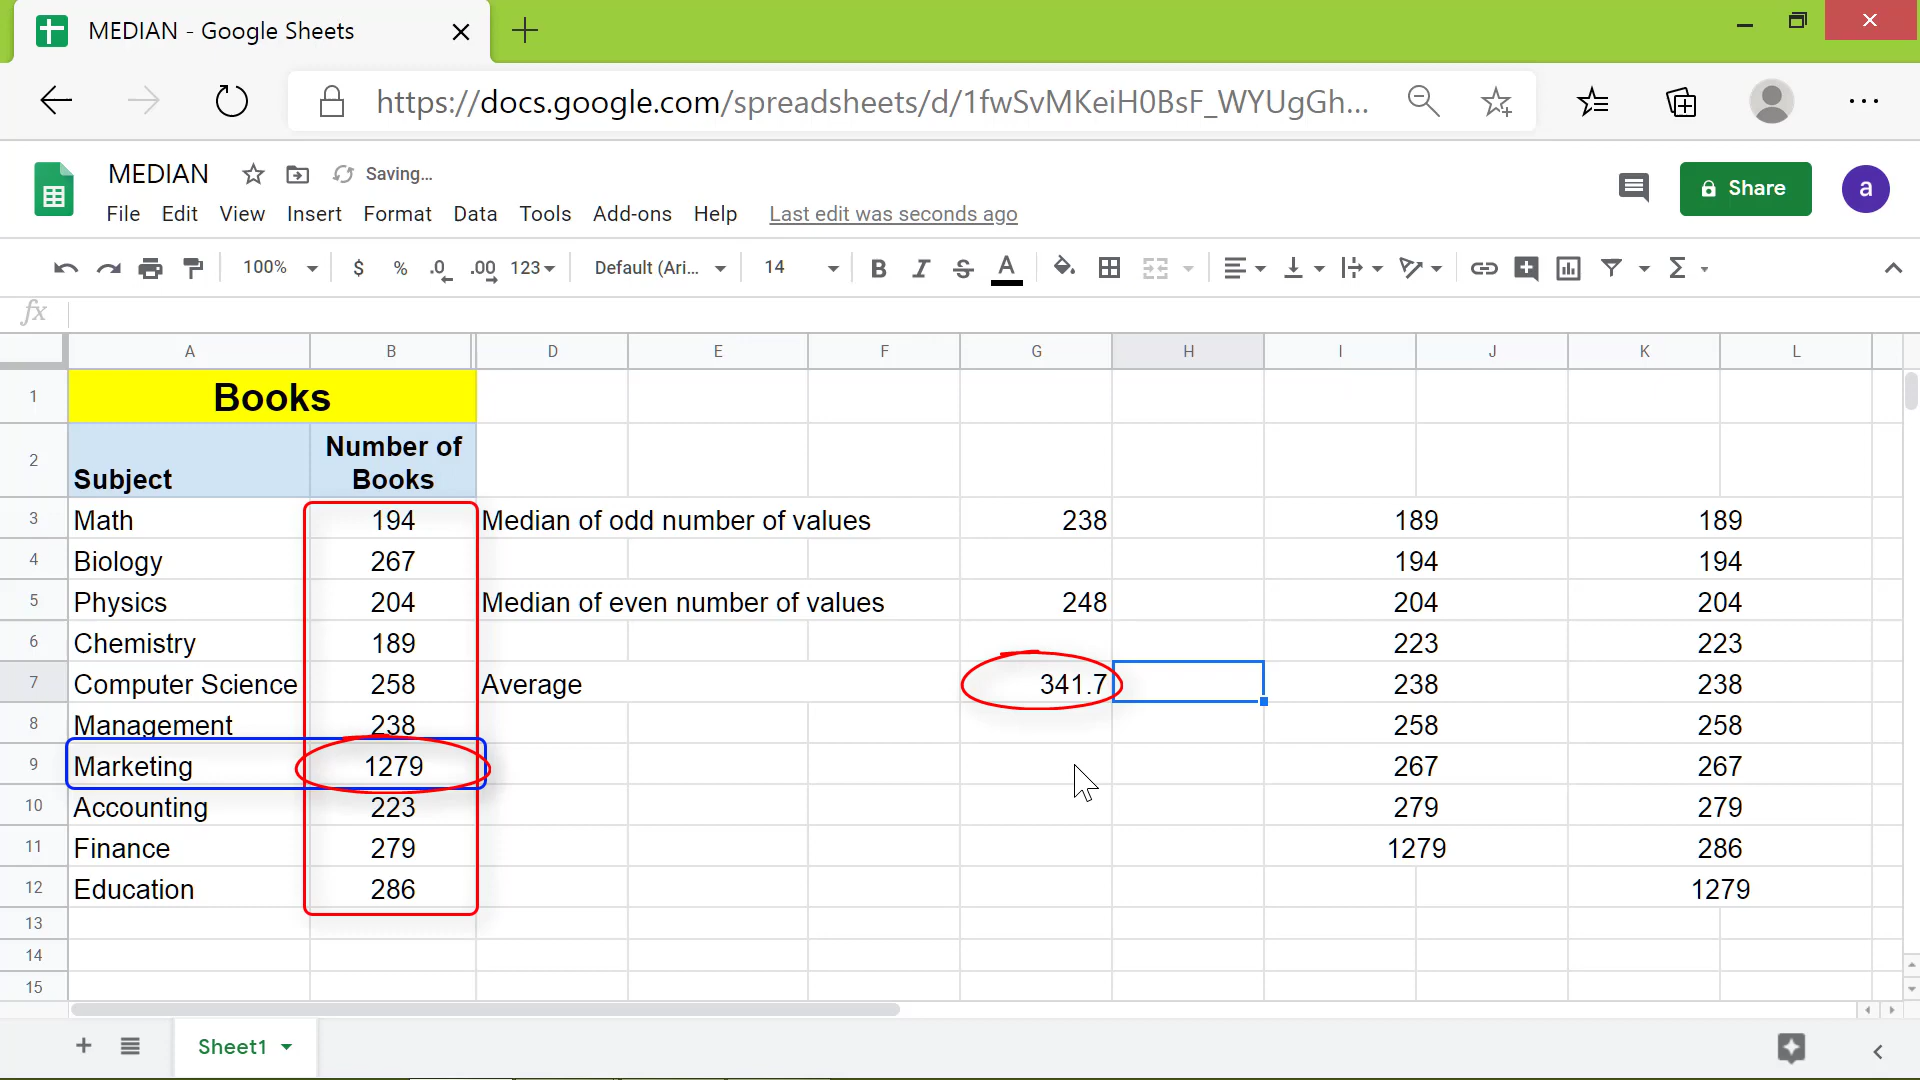 MEDIAN - Google Sheets
https://docs.google.com/spreadsheets/d/1fwSvMKeiH0BsF_WYUgGh...
MEDIAN Saving...
Share a
File Edit View Insert Format Data Tools Add-ons Help Last edit was seconds ago
100% $ % .0 .00 123 Default (Ari... 14 B I S A
fx
A B D E F G H I J K L
1 Books
2 Subject Number of
Books
3 Math 194 Median of odd number of values 238 189 189
4 Biology 267 194 194
5 Physics 204 Median of even number of values 248 204 204
6 Chemistry 189 223 223
7 Computer Science 258 Average 341.7 238 238
8 Management 238 258 258
9 Marketing 1279 267 267
10 Accounting 223 279 279
11 Finance 279 1279 286
12 Education 286 1279
13
14
15
Sheet1